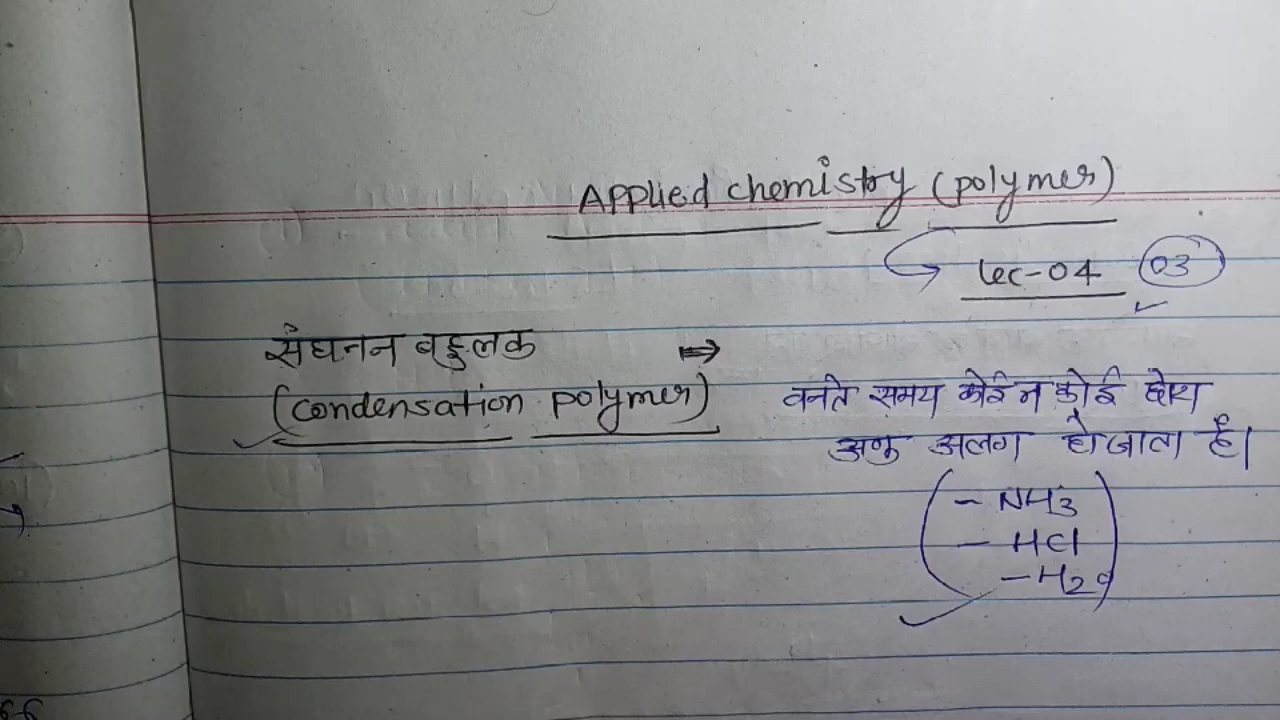 Applied chemistry (polymer)
Lec-04 03
संघनन बहुलक ⇒
(condensation polymer) बनते समय कोई न कोई छोटा
अणु अलग हो जाता है।
(- NH3
- HCl
- H2O)